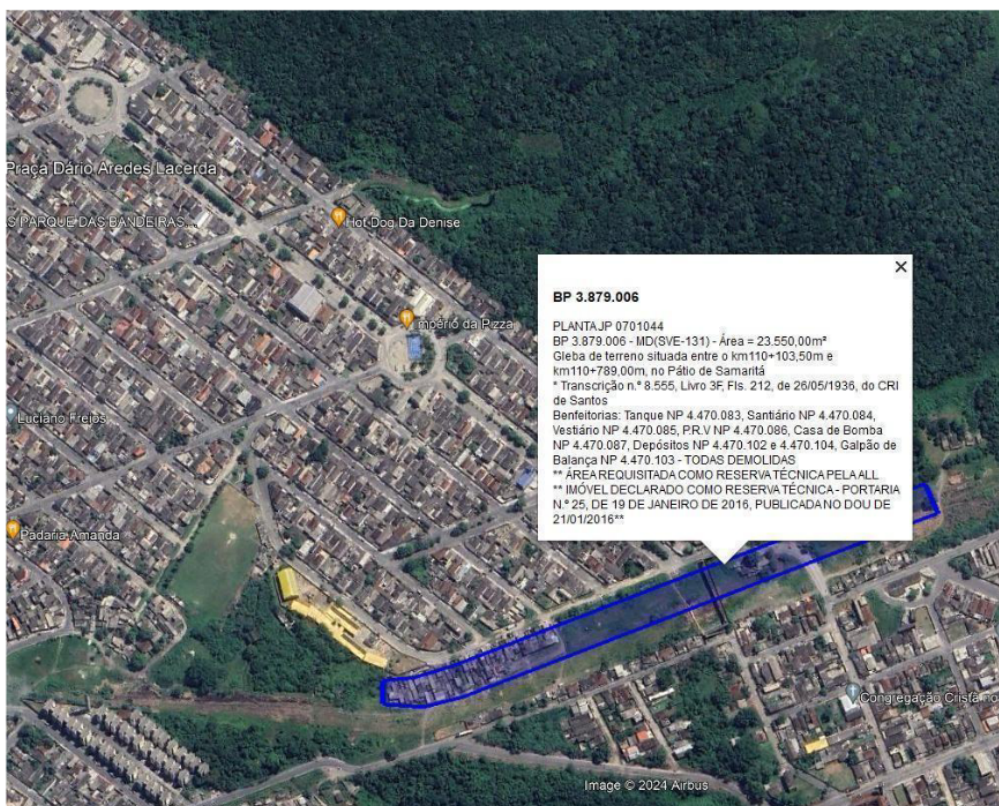 Praça Dário Aredes Lacerda
S PARQUE DAS BANDEIRAS...
Hot Dog Da Denise
Império da Pizza
Luciano Freios
Padaria Amanda
BP 3.879.006
PLANTA JP 0701044
BP 3.879.006 - MD(SVE-131) - Área = 23.550,00m²
Gleba de terreno situada entre o km110+103,50m e
km110+789,00m, no Pátio de Samaritá
* Transcrição n.º 8.555, Livro 3F, Fls. 212, de 26/05/1936, do CRI
de Santos
Benfeitorias: Tanque NP 4.470.083, Santiário NP 4.470.084,
Vestiário NP 4.470.085, P.R.V NP 4.470.086, Casa de Bomba
NP 4.470.087, Depósitos NP 4.470.102 e 4.470.104, Galpão de
Balança NP 4.470.103 - TODAS DEMOLIDAS
** ÁREA REQUISITADA COMO RESERVA TÉCNICA PELA ALL
** IMÓVEL DECLARADO COMO RESERVA TÉCNICA - PORTARIA
N.º 25, DE 19 DE JANEIRO DE 2016, PUBLICADA NO DOU DE
21/01/2016**
Congregação Cristã no
Image © 2024 Airbus